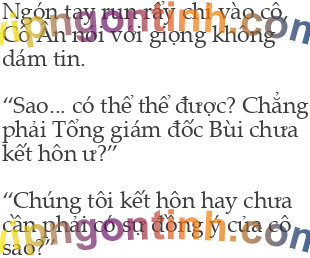 Ngón tay run rẩy chỉ vào cô,
Cố An nói với giọng không
dám tin.
“Sao... có thể thể được? Chẳng
phải Tổng giám đốc Bùi chưa
kết hôn ư?”
“Chúng tôi kết hôn hay chưa
cần phải có sự đồng ý của cô
sao?”
vipngontinh.com
vipngontinh.com